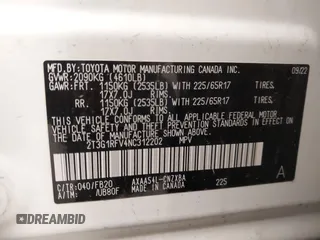 MFD.BY:TOYOTA MOTOR MANUFACTURING CANADA INC.
GVWR:2090KG (4610LB) 09/22
GAWR:FRT. 1150KG (2535LB) WITH 225/65R17 TIRES,
17X7.0J RIMS,
RR. 1150KG (2535LB) WITH 225/65R17 TIRES,
17X7.0J RIMS,
THIS VEHICLE CONFORMS TO ALL APPLICABLE
FEDERAL MOTOR VEHICLE SAFETY AND THEFT
PREVENTION STANDARDS IN EFFECT ON THE
DATE OF MANUFACTURE SHOWN ABOVE.
2T3G1RFV4NC312202 MPV
C/TR:040/FB20 AXAA54L-CNZXBA A
A/TM: /UB80F MADE IN CANADA 225
DREAMBID